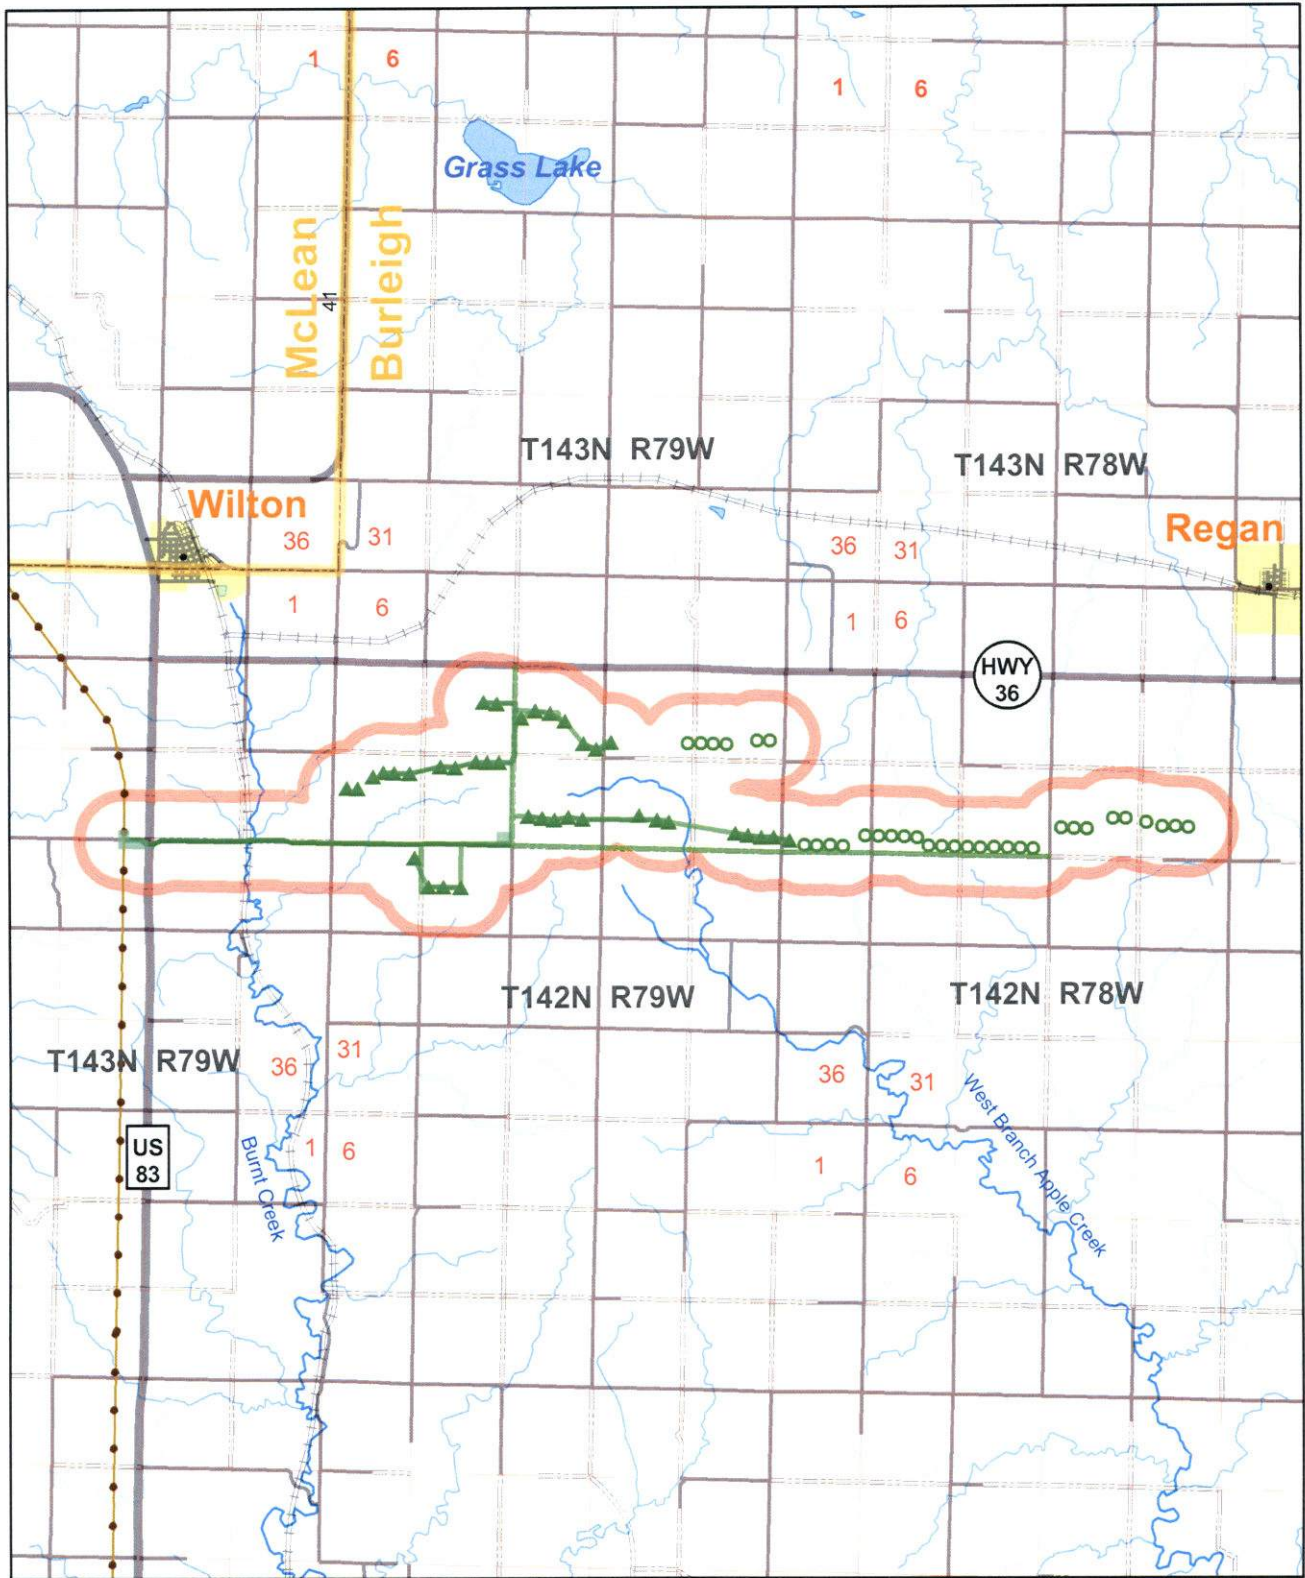 1
6
1
6
Grass Lake
McLean
41
Burleigh
T143N R79W
T143N R78W
Wilton
Regan
36
31
36
31
1
6
1
6
HWY
36
T142N R79W
T142N R78W
T143N R79W
36
31
36
31
US
83
Burnt Creek
1
6
1
6
West Branch Apple Creek